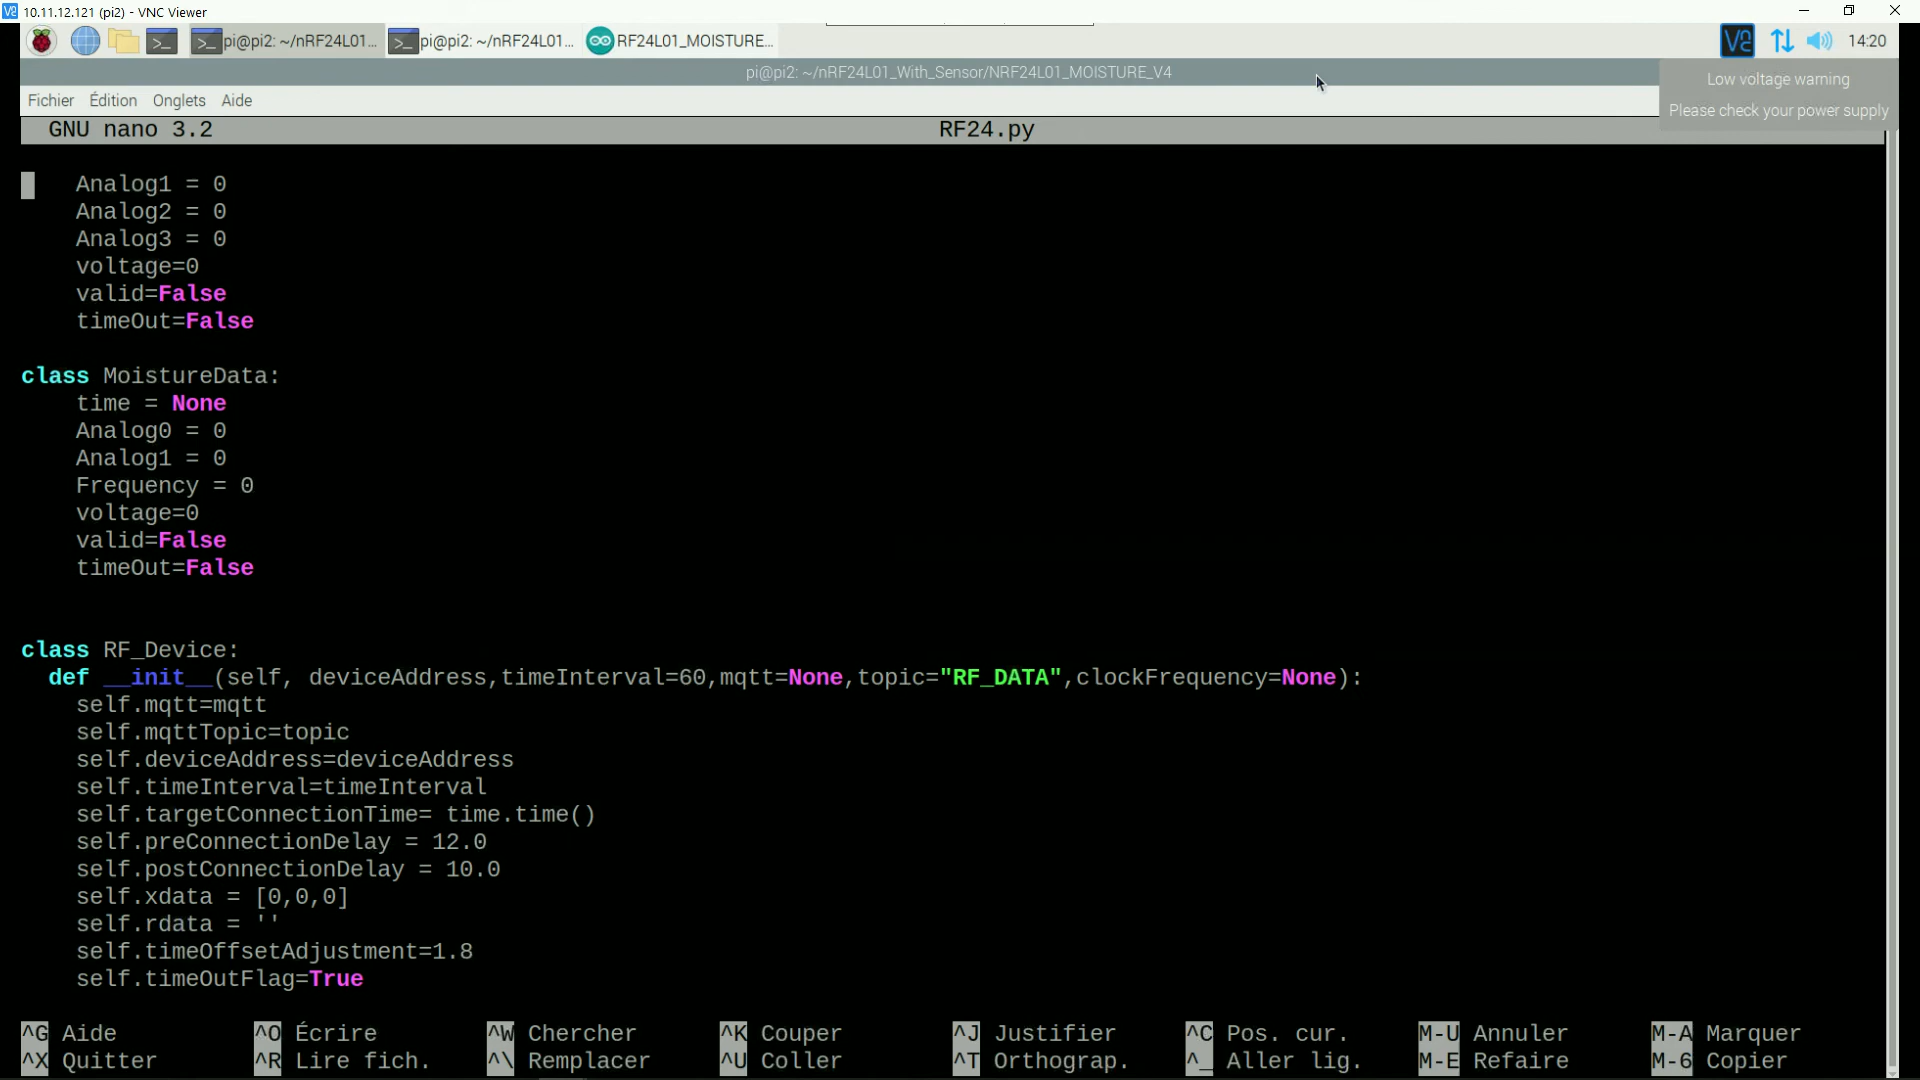 10.11.12.121 (pi2) - VNC Viewer
pi@pi2: ~/nRF24L01... pi@pi2: ~/nRF24L01... RF24L01_MOISTURE... 14:20
pi@pi2: ~/nRF24L01_With_Sensor/NRF24L01_MOISTURE_V4
Low voltage warning
Please check your power supply
Fichier Édition Onglets Aide
GNU nano 3.2 RF24.py
Analog1 = 0
Analog2 = 0
Analog3 = 0
voltage=0
valid=False
timeOut=False
class MoistureData:
time = None
Analog0 = 0
Analog1 = 0
Frequency = 0
voltage=0
valid=False
timeOut=False
class RF_Device:
def __init__(self, deviceAddress,timeInterval=60,mqtt=None,topic="RF_DATA",clockFrequency=None):
self.mqtt=mqtt
self.mqttTopic=topic
self.deviceAddress=deviceAddress
self.timeInterval=timeInterval
self.targetConnectionTime= time.time()
self.preConnectionDelay = 12.0
self.postConnectionDelay = 10.0
self.xdata = [0,0,0]
self.rdata = ''
self.timeOffsetAdjustment=1.8
self.timeOutFlag=True
^G Aide ^O Écrire ^W Chercher ^K Couper ^J Justifier ^C Pos. cur. M-U Annuler M-A Marquer
^X Quitter ^R Lire fich. ^\ Remplacer ^U Coller ^T Orthograp. ^_ Aller lig. M-E Refaire M-6 Copier